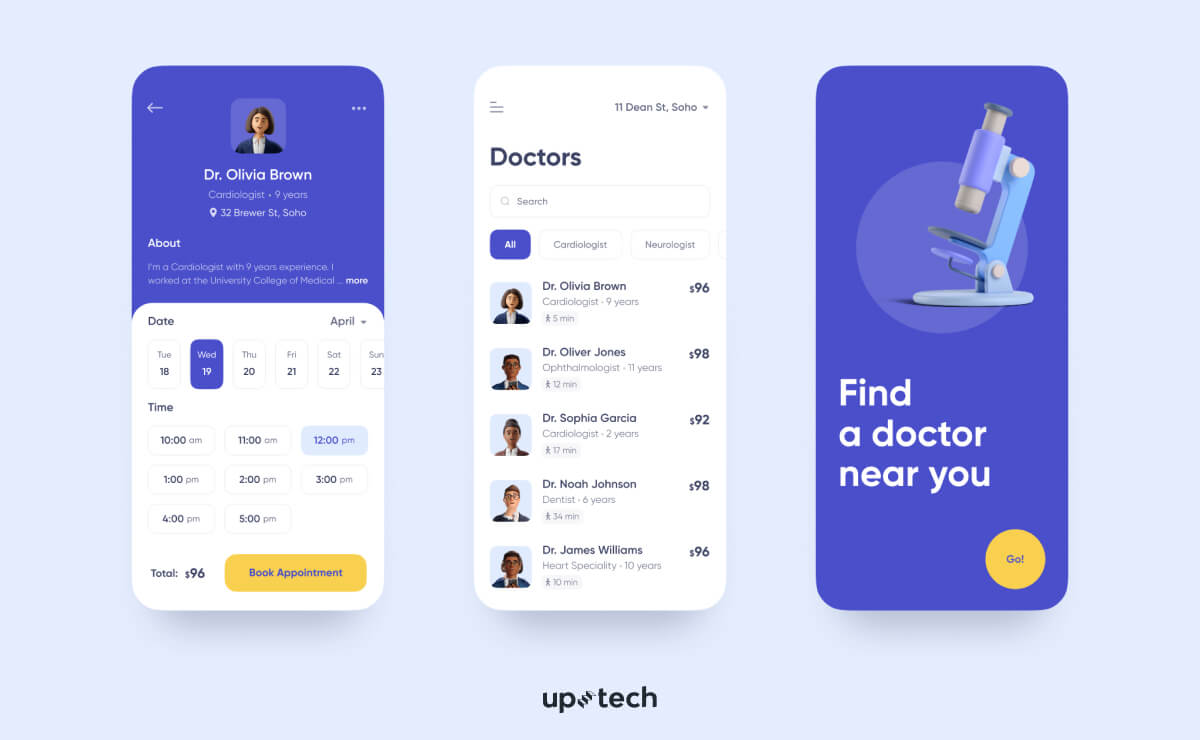 Dr. Olivia Brown
Cardiologist • 9 years
32 Brewer St, Soho
About
I'm a Cardiologist with 9 years experience. I
worked at the University College of Medical ... more
Date
April
Tue Wed Thu Fri Sat Sun
18 19 20 21 22 23
Time
10:00 am 11:00 am 12:00 pm
1:00 pm 2:00 pm 3:00 pm
4:00 pm 5:00 pm
Total: $96
Book Appointment
11 Dean St, Soho
Doctors
Search
All Cardiologist Neurologist
Dr. Olivia Brown $96
Cardiologist • 9 years
5 min
Dr. Oliver Jones $98
Ophthalmologist • 11 years
12 min
Dr. Sophia Garcia $92
Cardiologist • 2 years
17 min
Dr. Noah Johnson $98
Dentist • 6 years
34 min
Dr. James Williams $96
Heart Speciality • 10 years
10 min
Find
a doctor
near you
Go!
upstech